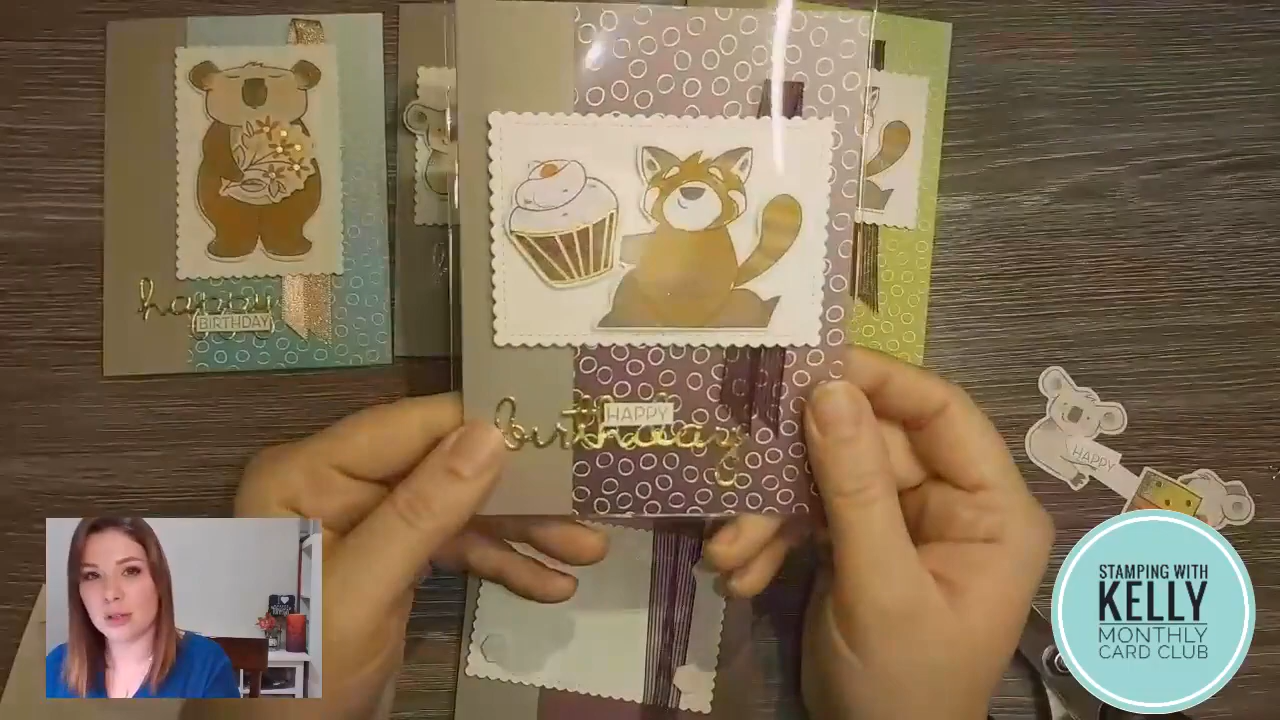 happy
BIRTHDAY
HAPPY
birthday
HAPPY
STAMPING WITH
KELLY
MONTHLY
CARD CLUB